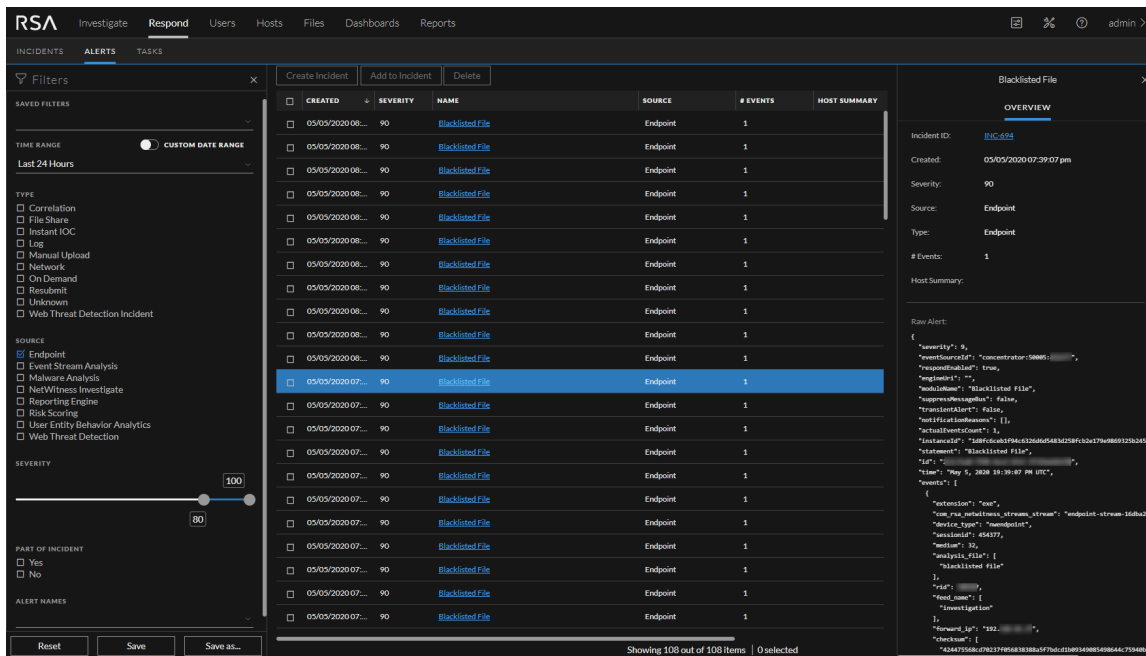 RSA Investigate Respond Users Hosts Files Dashboards Reports admin
INCIDENTS ALERTS TASKS
Filters
SAVED FILTERS
TIME RANGE CUSTOM DATE RANGE
Last 24 Hours
TYPE
Correlation
File Share
Instant IOC
Log
Manual Upload
Network
On Demand
Resubmit
Unknown
Web Threat Detection Incident
SOURCE
Endpoint
Event Stream Analysis
Malware Analysis
NetWitness Investigate
Reporting Engine
Risk Scoring
User Entity Behavior Analytics
Web Threat Detection
SEVERITY
100
80
PART OF INCIDENT
Yes
No
ALERT NAMES
Reset Save Save as...
Create Incident Add to Incident Delete
CREATED SEVERITY NAME SOURCE # EVENTS HOST SUMMARY
05/05/2020 08:... 90 Blacklisted File Endpoint 1
05/05/2020 08:... 90 Blacklisted File Endpoint 1
05/05/2020 08:... 90 Blacklisted File Endpoint 1
05/05/2020 08:... 90 Blacklisted File Endpoint 1
05/05/2020 08:... 90 Blacklisted File Endpoint 1
05/05/2020 08:... 90 Blacklisted File Endpoint 1
05/05/2020 08:... 90 Blacklisted File Endpoint 1
05/05/2020 08:... 90 Blacklisted File Endpoint 1
05/05/2020 08:... 90 Blacklisted File Endpoint 1
05/05/2020 08:... 90 Blacklisted File Endpoint 1
05/05/2020 08:... 90 Blacklisted File Endpoint 1
05/05/2020 07:... 90 Blacklisted File Endpoint 1
05/05/2020 07:... 90 Blacklisted File Endpoint 1
05/05/2020 07:... 90 Blacklisted File Endpoint 1
05/05/2020 07:... 90 Blacklisted File Endpoint 1
05/05/2020 07:... 90 Blacklisted File Endpoint 1
05/05/2020 07:... 90 Blacklisted File Endpoint 1
05/05/2020 07:... 90 Blacklisted File Endpoint 1
05/05/2020 07:... 90 Blacklisted File Endpoint 1
05/05/2020 07:... 90 Blacklisted File Endpoint 1
05/05/2020 07:... 90 Blacklisted File Endpoint 1
05/05/2020 07:... 90 Blacklisted File Endpoint 1
Showing 108 out of 108 items | 0 selected
Blacklisted File
OVERVIEW
Incident ID: INC-694
Created: 05/05/2020 07:39:07 pm
Severity: 90
Source: Endpoint
Type: Endpoint
# Events: 1
Host Summary:
Raw Alert:
{
"severity": 9,
"eventSourceId": "concentrator:50005: ",
"respondEnabled": true,
"engineUri": "",
"moduleName": "Blacklisted File",
"suppressMessageBus": false,
"transientAlert": false,
"notificationReasons": [],
"actualEventsCount": 1,
"instanceId":
"statement": "Blacklisted File",
"id": "
"time": "May 5, 2020 19:39:07 PM UTC",
"events": [
{
"extension": "exe",
"com_rsa_netwitness_streams_stream": "endpoint-stream-16dba2
"device_type": "nwendpoint",
"sessionid": 454377,
"medium": 32,
"analysis_file": [
"blacklisted file"
],
"rid":
"feed_name": [
"investigation"
],
"forward_ip": "192.
"checksum": [